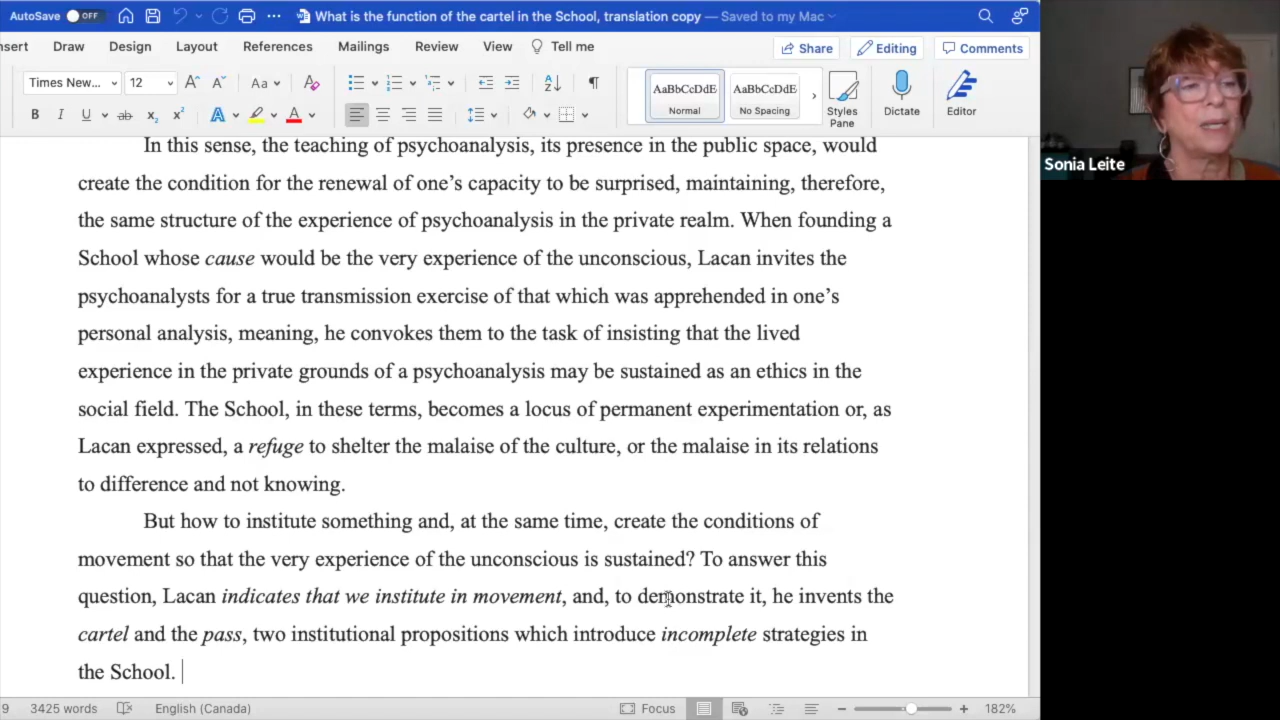 AutoSave OFF What is the function of the cartel in the School, translation copy — Saved to my Mac
nsert Draw Design Layout References Mailings Review View Tell me Share Editing Comments
Times New... 12 A A Aa A AaBbCcDdE AaBbCcDdE
Normal No Spacing Styles Pane Dictate Editor
B I U ab x2 x2 A A
In this sense, the teaching of psychoanalysis, its presence in the public space, would
create the condition for the renewal of one’s capacity to be surprised, maintaining, therefore,
the same structure of the experience of psychoanalysis in the private realm. When founding a
School whose cause would be the very experience of the unconscious, Lacan invites the
psychoanalysts for a true transmission exercise of that which was apprehended in one’s
personal analysis, meaning, he convokes them to the task of insisting that the lived
experience in the private grounds of a psychoanalysis may be sustained as an ethics in the
social field. The School, in these terms, becomes a locus of permanent experimentation or, as
Lacan expressed, a refuge to shelter the malaise of the culture, or the malaise in its relations
to difference and not knowing.
But how to institute something and, at the same time, create the conditions of
movement so that the very experience of the unconscious is sustained? To answer this
question, Lacan indicates that we institute in movement, and, to demonstrate it, he invents the
cartel and the pass, two institutional propositions which introduce incomplete strategies in
the School.
9 3425 words English (Canada) Focus 182%
Sonia Leite